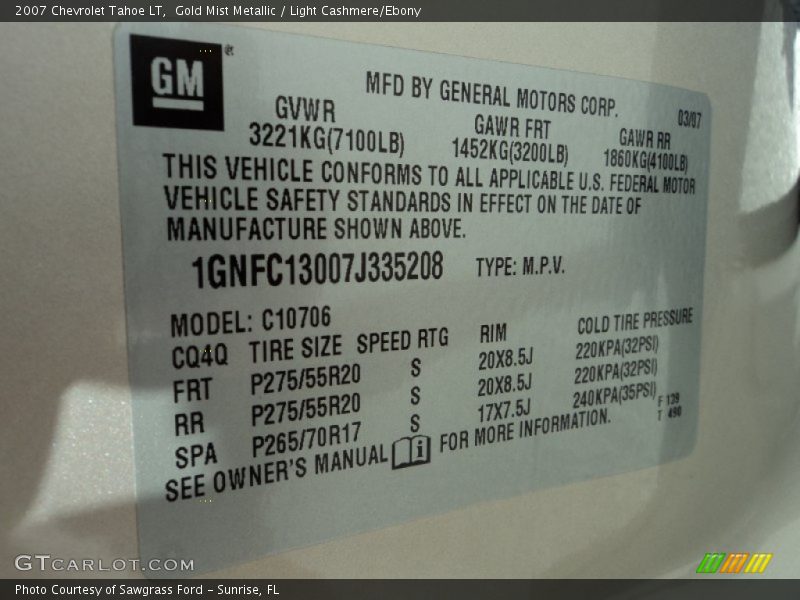 2007 Chevrolet Tahoe LT,  Gold Mist Metallic / Light Cashmere/Ebony
GM ®
MFD BY GENERAL MOTORS CORP.
03/07
GVWR GAWR FRT GAWR RR
3221KG(7100LB) 1452KG(3200LB) 1860KG(4100LB)
THIS VEHICLE CONFORMS TO ALL APPLICABLE U.S. FEDERAL MOTOR
VEHICLE SAFETY STANDARDS IN EFFECT ON THE DATE OF
MANUFACTURE SHOWN ABOVE.
1GNFC13007J335208 TYPE: M.P.V.
MODEL: C10706
CQ4Q TIRE SIZE SPEED RTG RIM COLD TIRE PRESSURE
FRT P275/55R20 S 20X8.5J 220KPA(32PSI)
RR P275/55R20 S 20X8.5J 220KPA(32PSI)
SPA P265/70R17 S 17X7.5J 240KPA(35PSI)
F 139
T 490
SEE OWNER'S MANUAL i FOR MORE INFORMATION.
GTCARLOT.COM
Photo Courtesy of Sawgrass Ford - Sunrise, FL